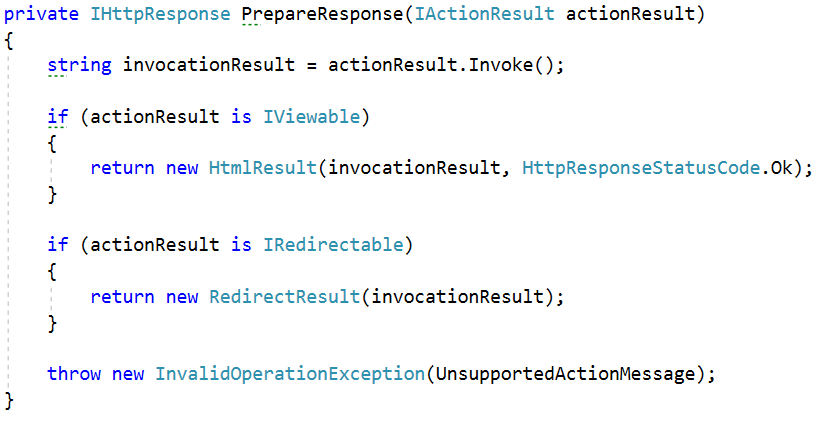 private IHttpResponse PrepareResponse(IActionResult actionResult)
{
string invocationResult = actionResult.Invoke();
if (actionResult is IViewable)
{
return new HtmlResult(invocationResult, HttpResponseStatusCode.Ok);
}
if (actionResult is IRedirectable)
{
return new RedirectResult(invocationResult);
}
throw new InvalidOperationException(UnsupportedActionMessage);
}